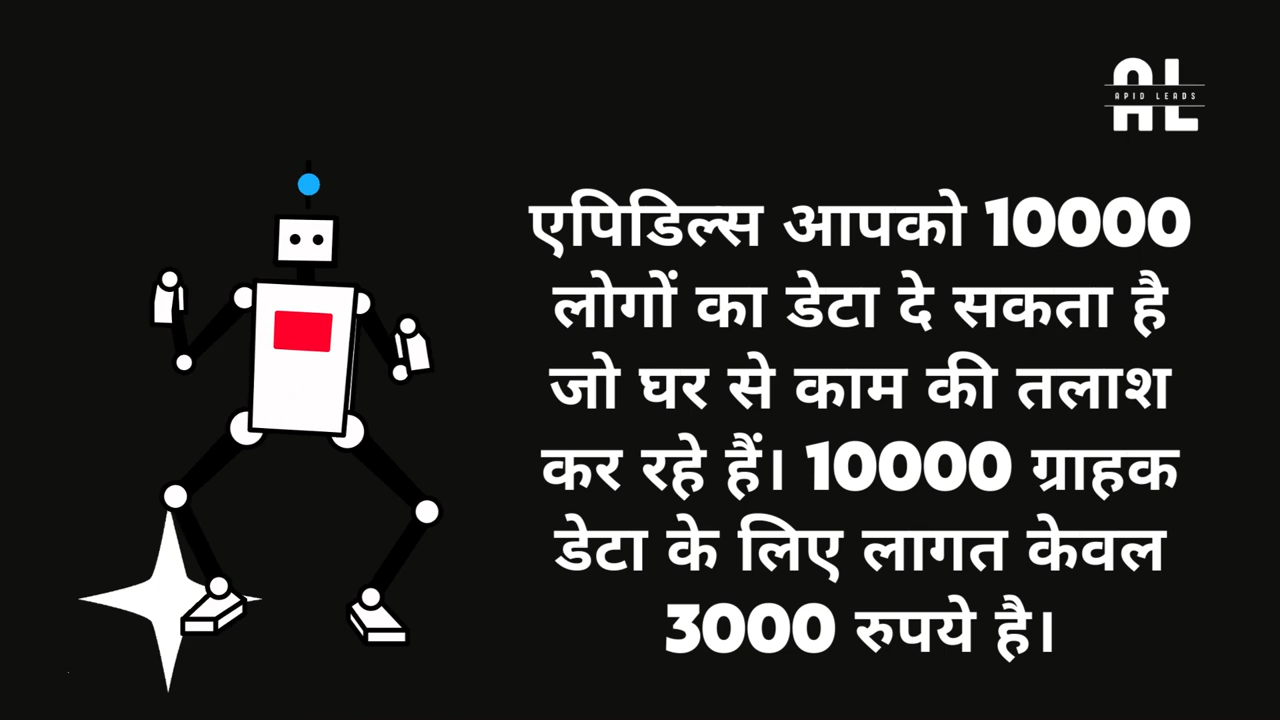 AL
APID LEADS
एपिडिल्स आपको 10000
लोगों का डेटा दे सकता है
जो घर से काम की तलाश
कर रहे हैं। 10000 ग्राहक
डेटा के लिए लागत केवल
3000 रुपये है।